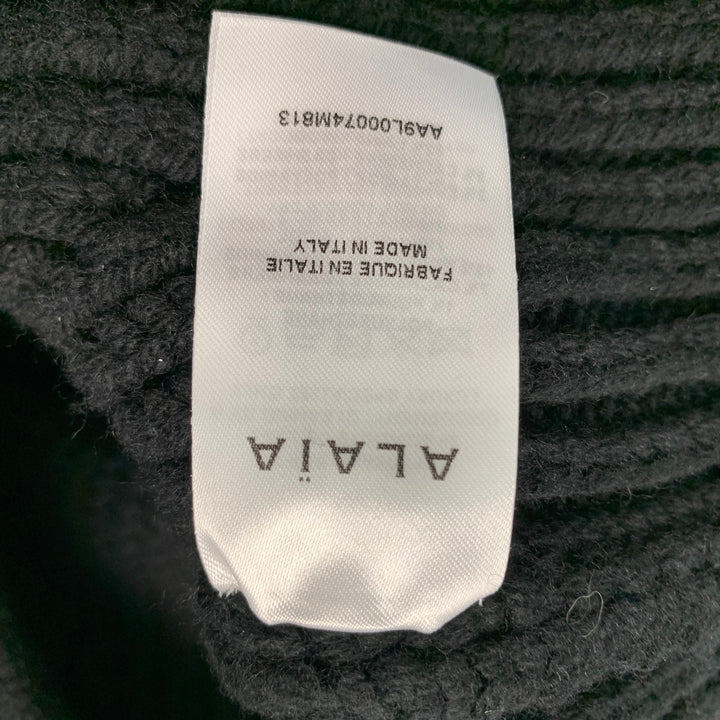 ALAÏA
FABRIQUE EN ITALIE
MADE IN ITALY
AA9L00074M813